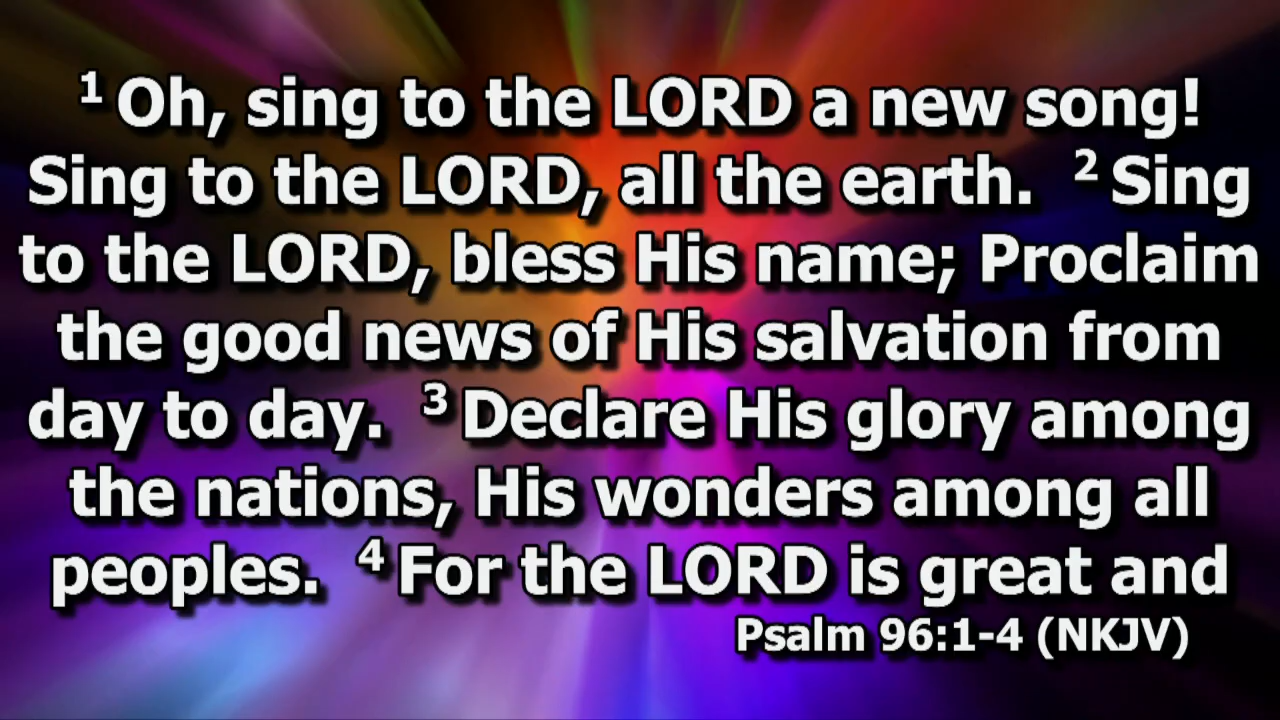 1 Oh, sing to the LORD a new song!
Sing to the LORD, all the earth. 2 Sing
to the LORD, bless His name; Proclaim
the good news of His salvation from
day to day. 3 Declare His glory among
the nations, His wonders among all
peoples. 4 For the LORD is great and
Psalm 96:1-4 (NKJV)